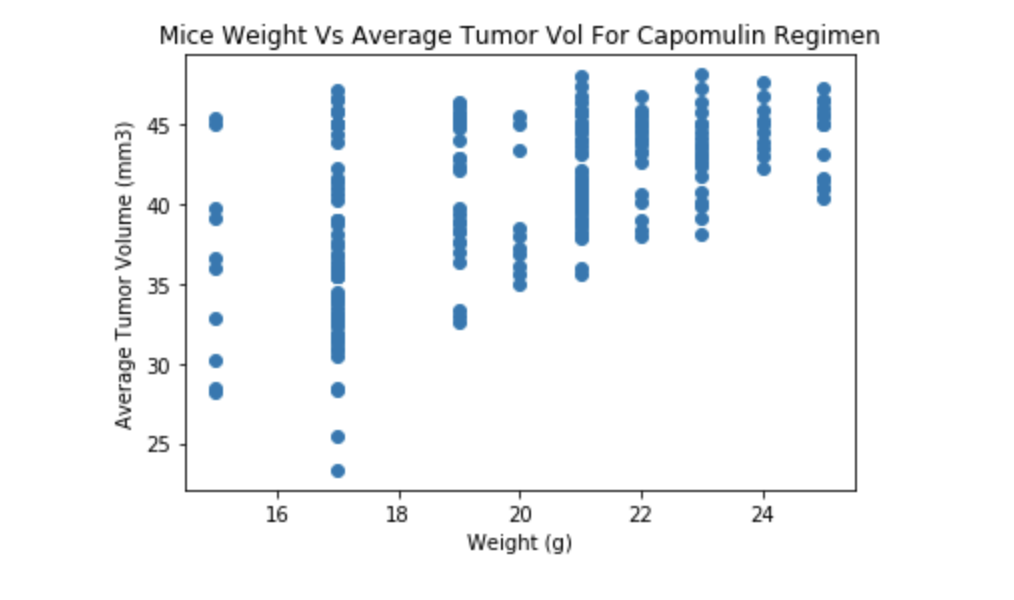 Mice Weight Vs Average Tumor Vol For Capomulin Regimen
Average Tumor Volume (mm3)
45
40
35
30
25
16 18 20 22 24
Weight (g)